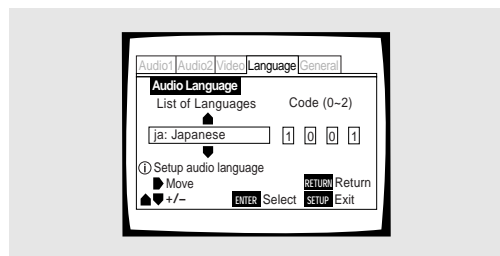 Audio1 Audio2 Video Language General
Audio Language
List of Languages Code (0~2)
ja: Japanese 1 0 0 1
i Setup audio language
Move RETURN Return
+/– ENTER Select SETUP Exit